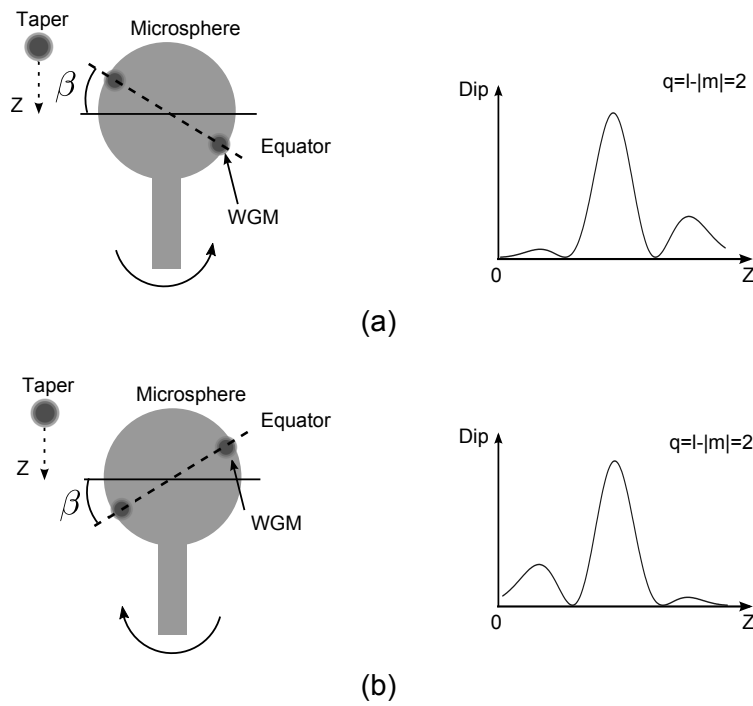 Taper
Microsphere
β
Z
Equator
WGM
Dip
q=l-|m|=2
0
Z
(a)
Taper
Microsphere
Equator
Z
β
WGM
Dip
q=l-|m|=2
0
Z
(b)